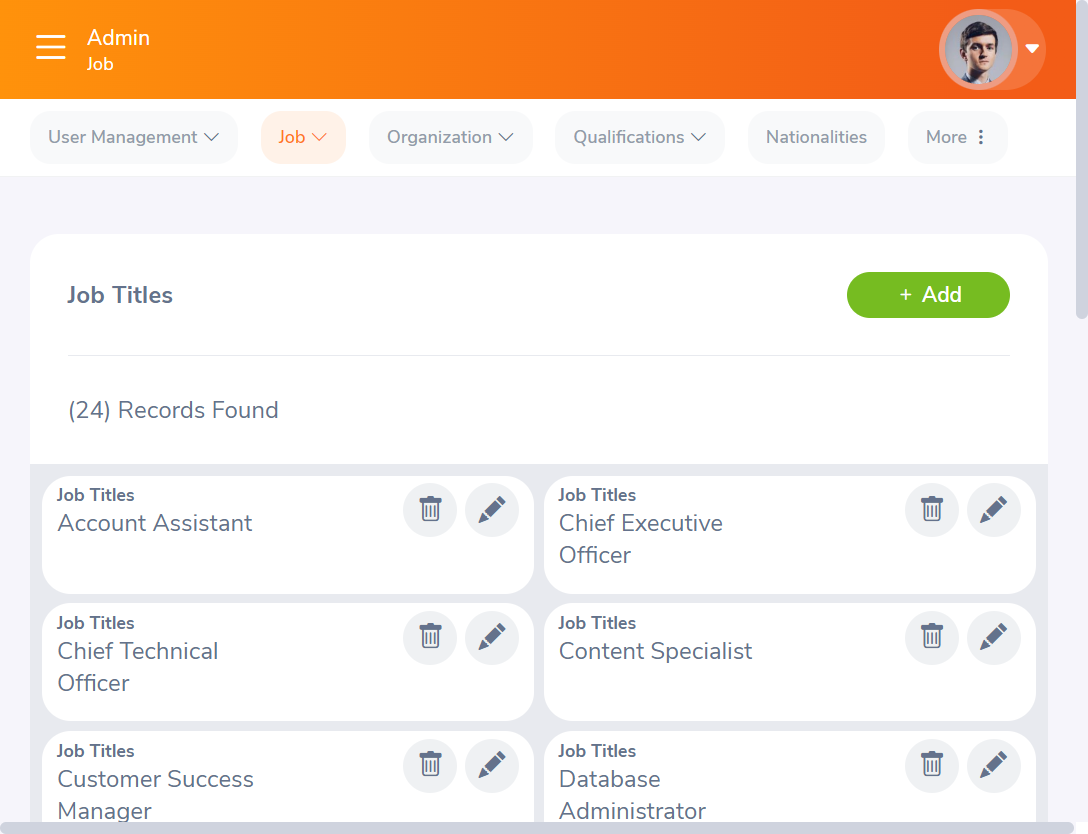 Admin
Job
User Management
Job
Organization
Qualifications
Nationalities
More
Job Titles
+ Add
(24) Records Found
Job Titles
Account Assistant
Job Titles
Chief Executive
Officer
Job Titles
Chief Technical
Officer
Job Titles
Content Specialist
Job Titles
Customer Success
Manager
Job Titles
Database
Administrator